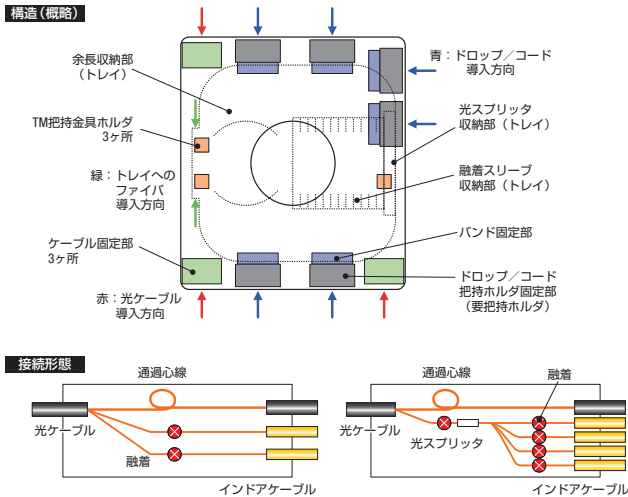 構造(概略)
余長収納部
(トレイ)
TM把持金具ホルダ
3ヶ所
緑：トレイへの
ファイバ
導入方向
ケーブル固定部
3ヶ所
赤：光ケーブル
導入方向
青：ドロップ／コード
導入方向
光スプリッタ
収納部（トレイ）
融着スリーブ
収納部（トレイ）
バンド固定部
ドロップ／コード
把持ホルダ固定部
（要把持ホルダ）
接続形態
通過心線
光ケーブル
融着
インドアケーブル
通過心線
融着
光ケーブル
光スプリッタ
インドアケーブル